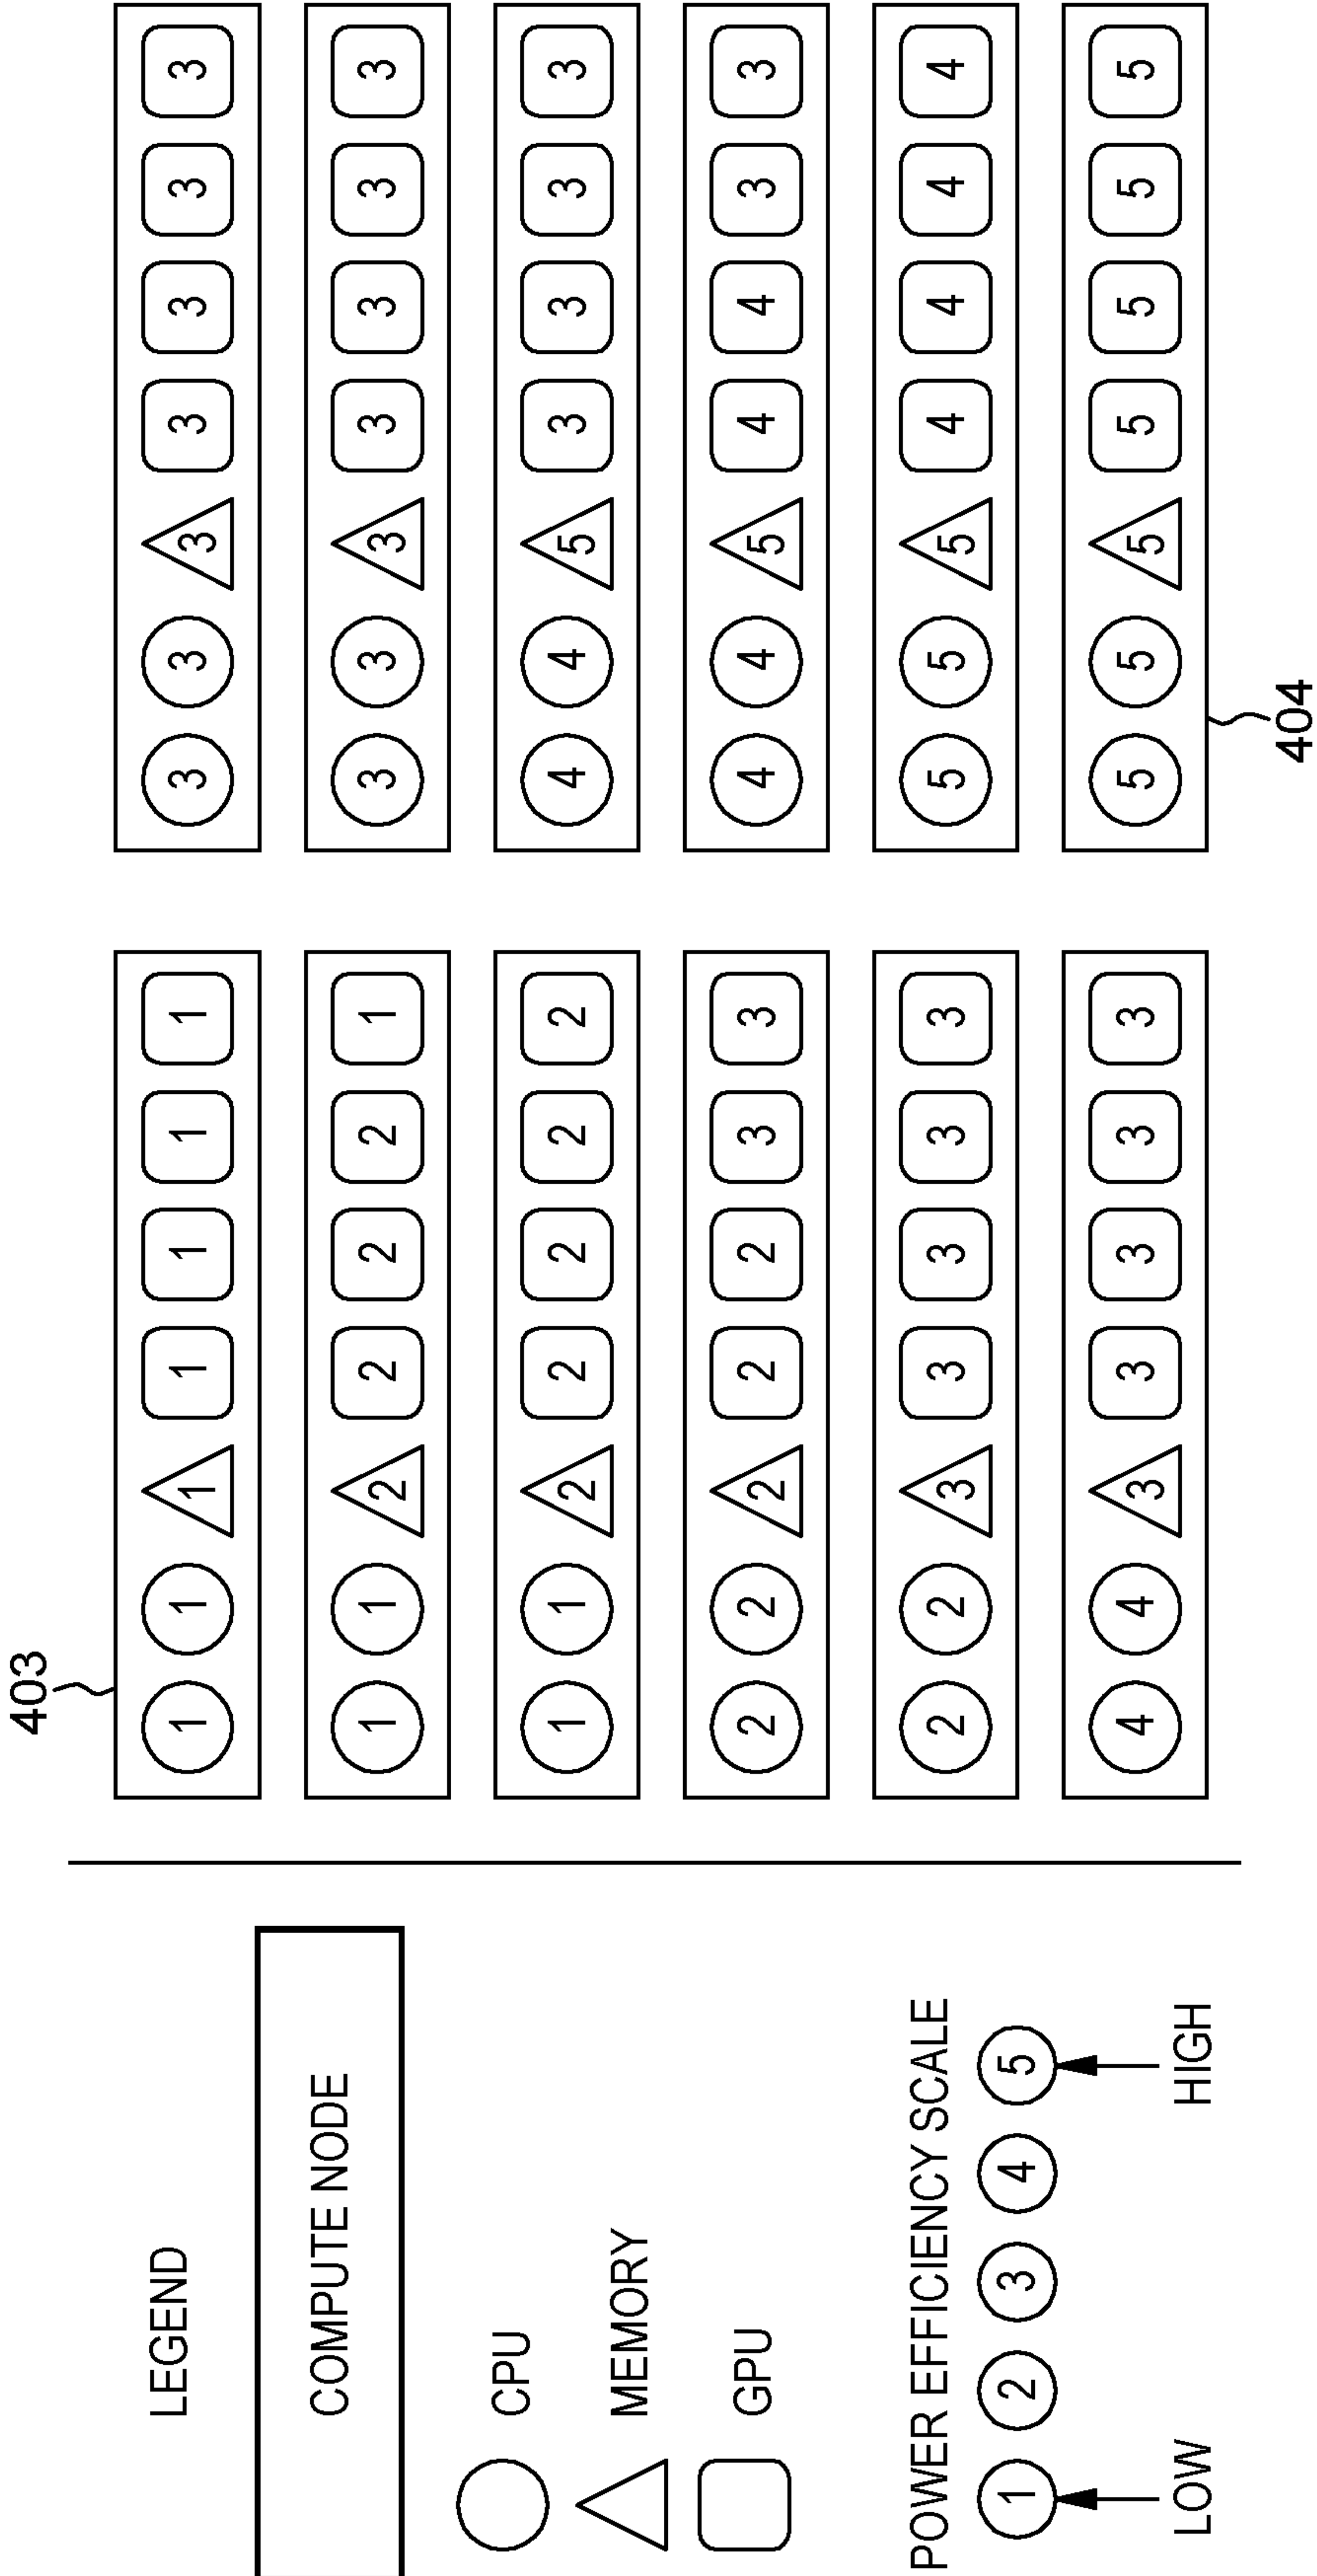 LEGEND
COMPUTE NODE
CPU
MEMORY
GPU
POWER EFFICIENCY SCALE
1 2 3 4 5
LOW HIGH
403
1 1 1 1 1 1 1
1 1 2 2 2 2 1
1 1 2 2 2 2 2
2 2 2 2 2 3 3
2 2 3 3 3 3 3
4 4 3 3 3 3 3
3 3 3 3 3 3 3
3 3 3 3 3 3 3
4 4 5 3 3 3 3
4 4 5 4 4 3 3
5 5 5 4 4 4 4
5 5 5 5 5 5 5
404